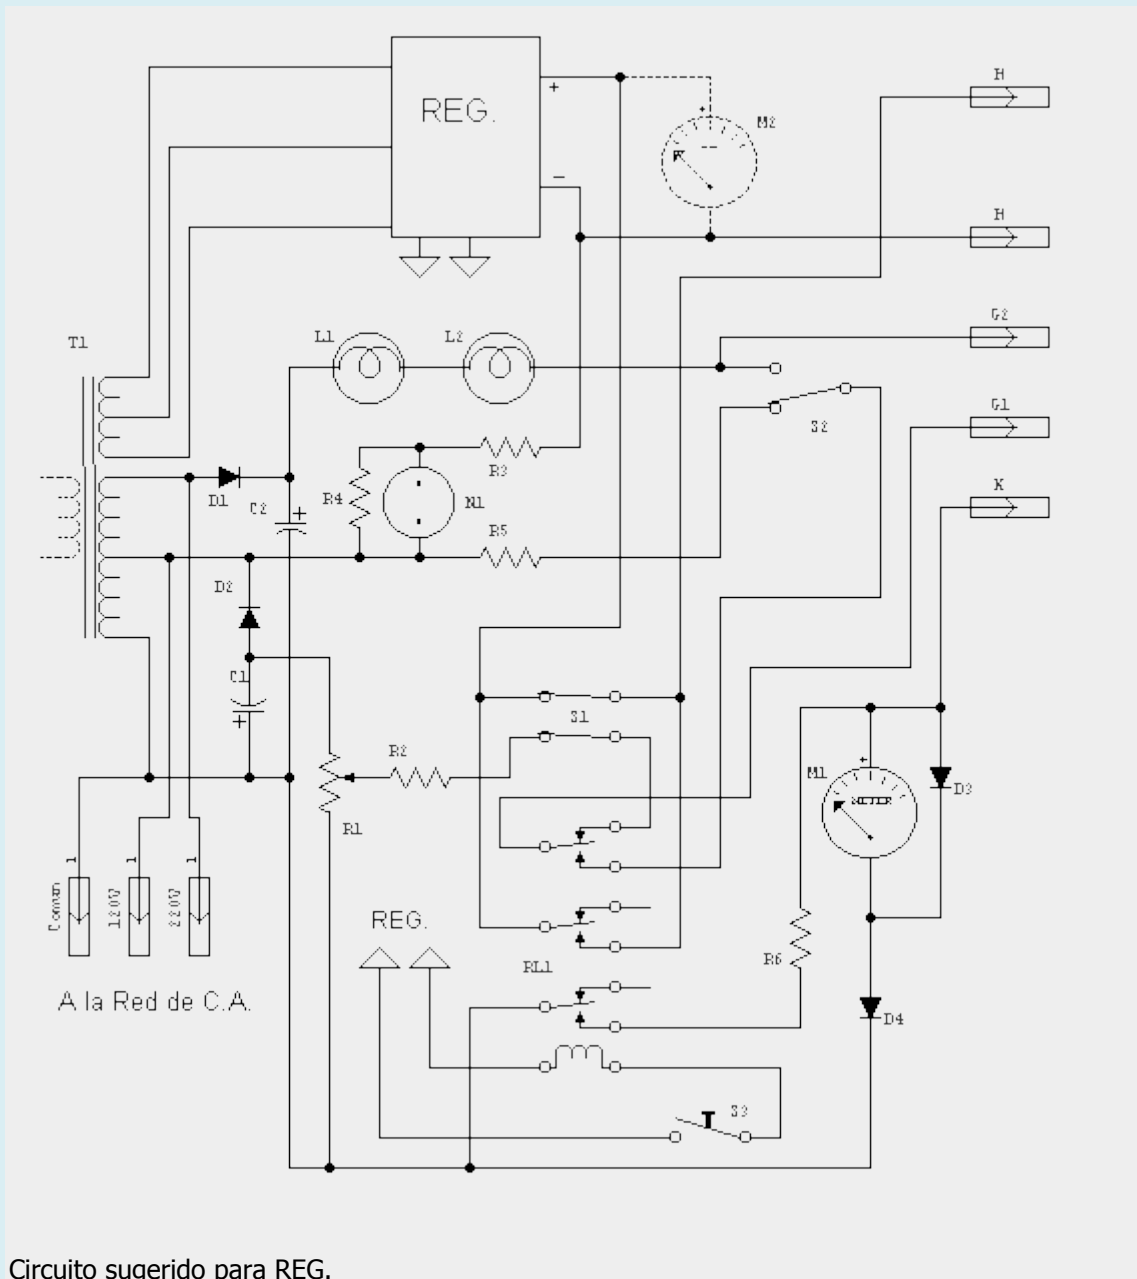 REG.
+
−
+
M2
H
H
G2
G1
K
T1
L1
L2
S2
R3
R4
N1
R5
D1
C2
+
D2
C1
+
S1
R2
R1
M1
+
METER
D3
1
1
1
Comun
120V
220V
A la Red de C.A.
REG.
RL1
R6
D4
S3
Circuito sugerido para REG.